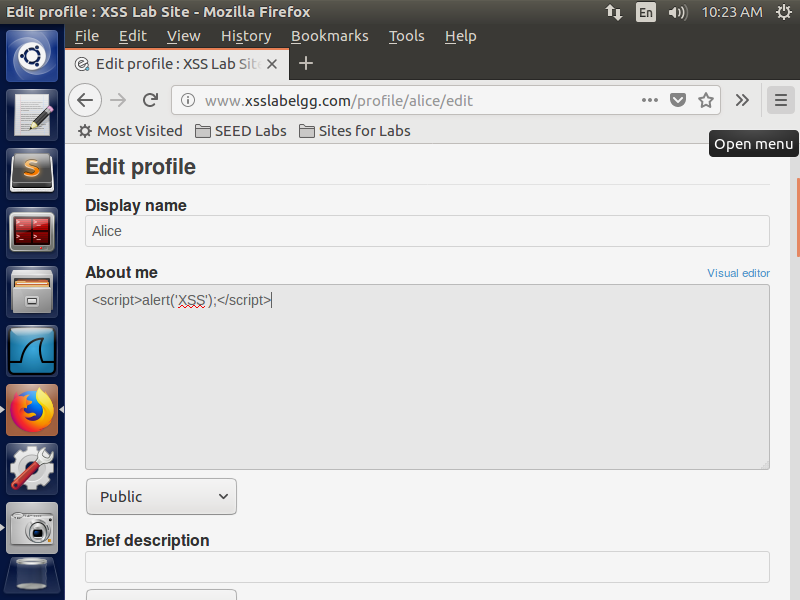 Edit profile : XSS Lab Site - Mozilla Firefox
En
10:23 AM
File Edit View History Bookmarks Tools Help
Edit profile : XSS Lab Site
www.xsslabelgg.com/profile/alice/edit
Most Visited SEED Labs Sites for Labs
Open menu
Edit profile
Display name
Alice
About me
Visual editor
<script>alert('XSS');</script>
Public
Brief description